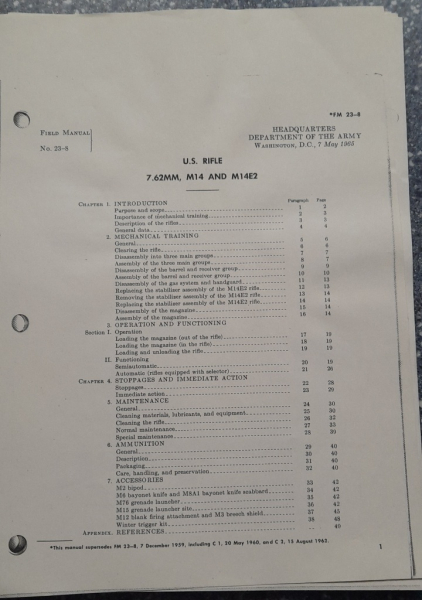 *FM 23-8
FIELD MANUAL
No. 23-8
HEADQUARTERS
DEPARTMENT OF THE ARMY
WASHINGTON, D.C., 7 May 1965
U.S. RIFLE
7.62MM, M14 AND M14E2
Paragraph Page
CHAPTER 1. INTRODUCTION
Purpose and scope 1 2
Importance of mechanical training 2 2
Description of the rifles 3 2
General data 4 4
2. MECHANICAL TRAINING
General 5 6
Clearing the rifle 6 6
Disassembly into three main groups 7 7
Assembly of the three main groups 8 7
Disassembly of the barrel and receiver group 9 9
Assembly of the barrel and receiver group 10 10
Disassembly of the gas system and handguard 11 13
Replacing the stabilizer assembly of the M14E2 rifle 12 13
Removing the stabilizer assembly of the M14E2 rifle 13 14
Replacing the stabilizer assembly of the M14E2 rifle 14 14
Disassembly of the magazine 15 14
Assembly of the magazine 16 14
3. OPERATION AND FUNCTIONING
Section I. Operation
Loading the magazine (out of the rifle) 17 18
Loading the magazine (in the rifle) 18 19
Loading and unloading the rifle 19 19
II. Functioning
Semiautomatic 20 19
Automatic (rifles equipped with selector) 21 26
CHAPTER 4. STOPPAGES AND IMMEDIATE ACTION
Stoppages 22 28
Immediate action 23 29
5. MAINTENANCE
General 24 30
Cleaning materials, lubricants, and equipment 25 30
Cleaning the rifle 26 32
Normal maintenance 27 33
Special maintenance 28 39
6. AMMUNITION
General 29 40
Description 30 40
Packaging 31 40
Care, handling, and preservation 32 40
7. ACCESSORIES
M2 bipod 33 42
M6 bayonet knife and M8A1 bayonet knife scabbard 34 42
M76 grenade launcher 35 42
M15 grenade launcher site 36 42
M12 blank firing attachment and M3 breech shield 37 45
Winter trigger kit 38 48
APPENDIX. REFERENCES -- 49
*This manual supersedes FM 23-8, 7 December 1959, including C 1, 20 May 1960, and C 2, 15 August 1962.
1